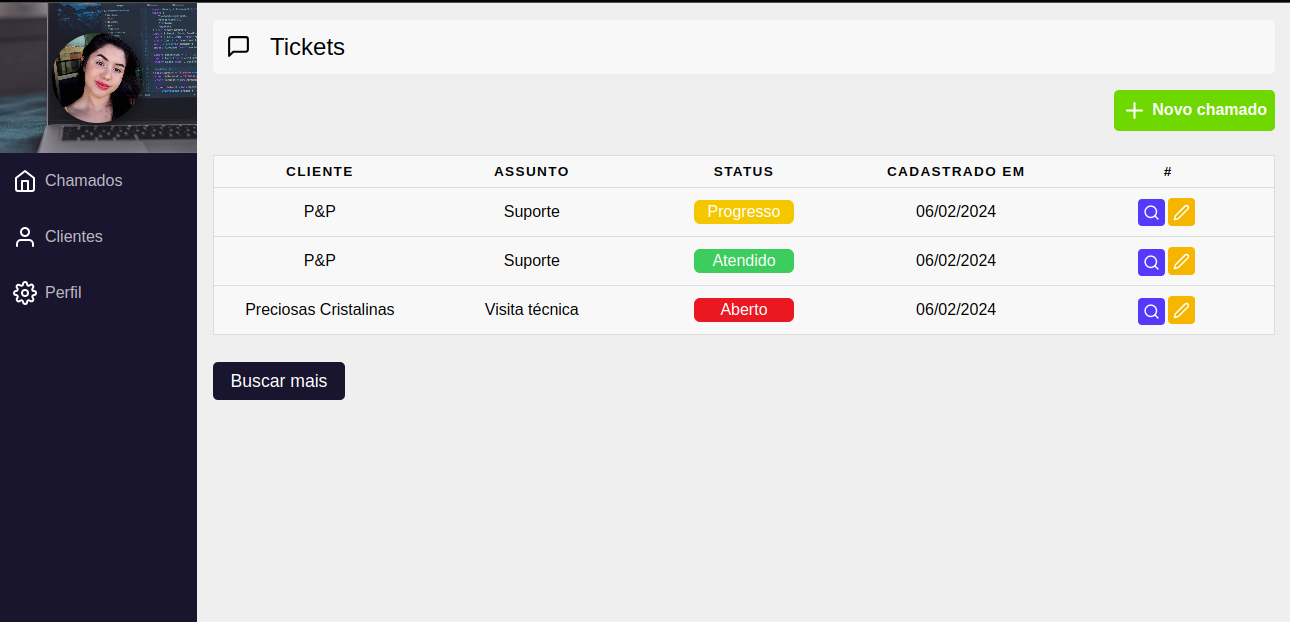 Tickets
Novo chamado
Chamados
Clientes
Perfil
CLIENTE ASSUNTO STATUS CADASTRADO EM #
P&P Suporte Progresso 06/02/2024
P&P Suporte Atendido 06/02/2024
Preciosas Cristalinas Visita técnica Aberto 06/02/2024
Buscar mais